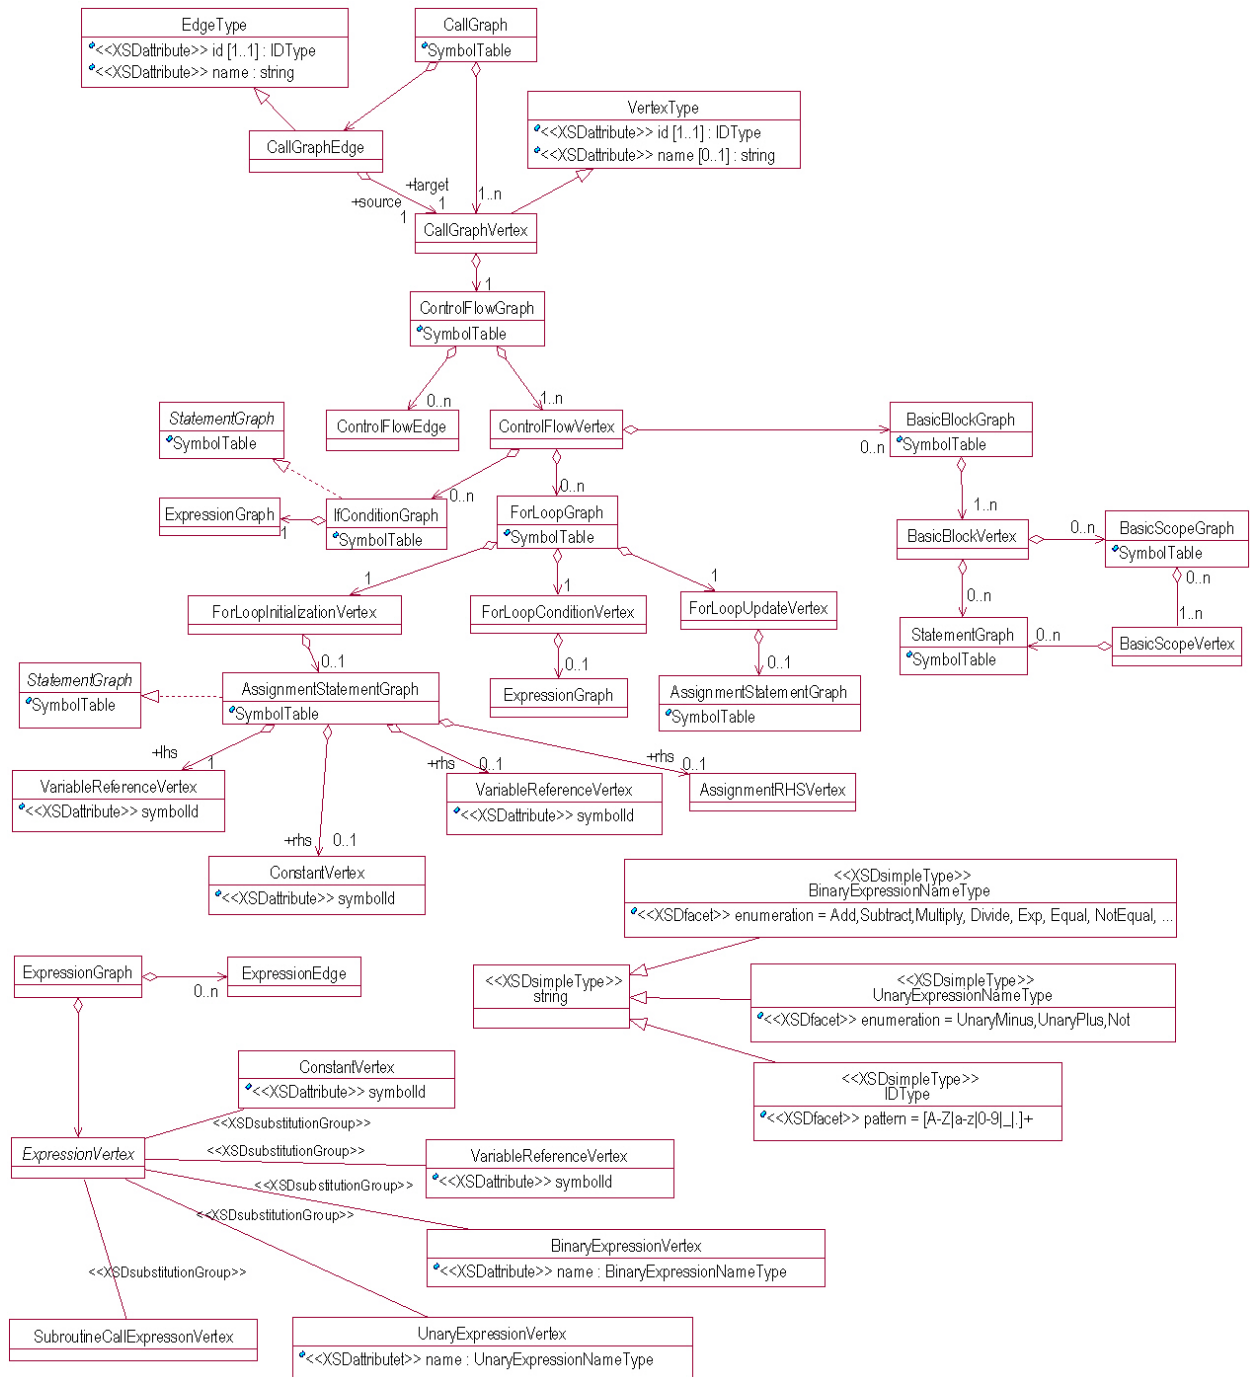 EdgeType
<<XSDattribute>> id [1..1] : IDType
<<XSDattribute>> name : string
CallGraph
SymbolTable
VertexType
<<XSDattribute>> id [1..1] : IDType
<<XSDattribute>> name [0..1] : string
CallGraphEdge
+target
+source
1
1
1..n
CallGraphVertex
1
ControlFlowGraph
SymbolTable
0..n
1..n
StatementGraph
SymbolTable
ControlFlowEdge
ControlFlowVertex
0..n
BasicBlockGraph
SymbolTable
0..n
0..n
1..n
ExpressionGraph
1
IfConditionGraph
SymbolTable
ForLoopGraph
SymbolTable
BasicBlockVertex
0..n
BasicScopeGraph
SymbolTable
0..n
1
1
1
0..n
1..n
ForLoopInitializationVertex
ForLoopConditionVertex
ForLoopUpdateVertex
StatementGraph
SymbolTable
0..n
BasicScopeVertex
0..1
0..1
0..1
StatementGraph
SymbolTable
AssignmentStatementGraph
SymbolTable
ExpressionGraph
AssignmentStatementGraph
SymbolTable
+lhs
1
+rhs
0..1
+rhs
0..1
VariableReferenceVertex
<<XSDattribute>> symbolId
VariableReferenceVertex
<<XSDattribute>> symbolId
AssignmentRHSVertex
+rhs
0..1
ConstantVertex
<<XSDattribute>> symbolId
<<XSDsimpleType>>
BinaryExpressionNameType
<<XSDfacet>> enumeration = Add,Subtract,Multiply, Divide, Exp, Equal, NotEqual, ...
ExpressionGraph
0..n
ExpressionEdge
<<XSDsimpleType>>
string
<<XSDsimpleType>>
UnaryExpressionNameType
<<XSDfacet>> enumeration = UnaryMinus,UnaryPlus,Not
<<XSDsimpleType>>
IDType
<<XSDfacet>> pattern = [A-Z|a-z|0-9|_|.]+
ConstantVertex
<<XSDattribute>> symbolId
<<XSDsubstitutionGroup>>
<<XSDsubstitutionGroup>>
ExpressionVertex
VariableReferenceVertex
<<XSDattribute>> symbolId
<<XSDsubstitutionGroup>>
<<XSDsubstitutionGroup>>
BinaryExpressionVertex
<<XSDattribute>> name : BinaryExpressionNameType
<<XSDsubstitutionGroup>>
SubroutineCallExpressonVertex
UnaryExpressionVertex
<<XSDattributet>> name : UnaryExpressionNameType